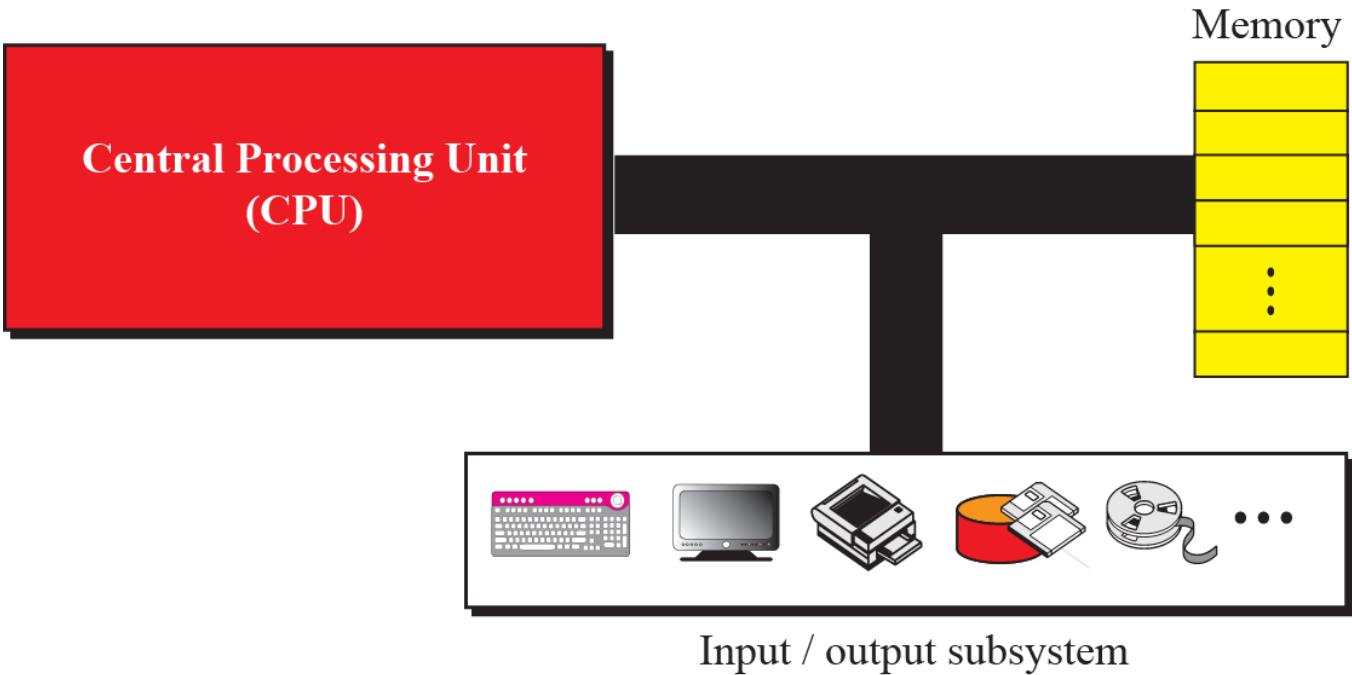 Memory
Central Processing Unit
(CPU)
Input / output subsystem